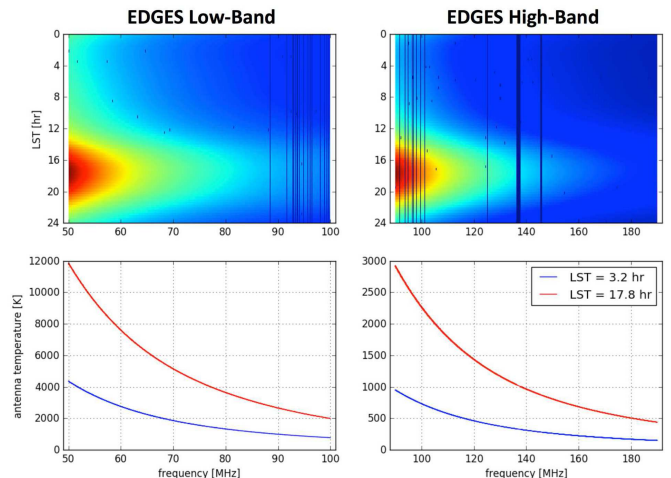 EDGES Low-Band
EDGES High-Band
0
4
8
12
16
20
24
LST [hr]
50 60 70 80 90 100
0
4
8
12
16
20
24
100 120 140 160 180
12000
10000
8000
6000
4000
2000
0
antenna temperature [K]
50 60 70 80 90 100
frequency [MHz]
3000
2500
2000
1500
1000
500
0
LST = 3.2 hr
LST = 17.8 hr
100 120 140 160 180
frequency [MHz]